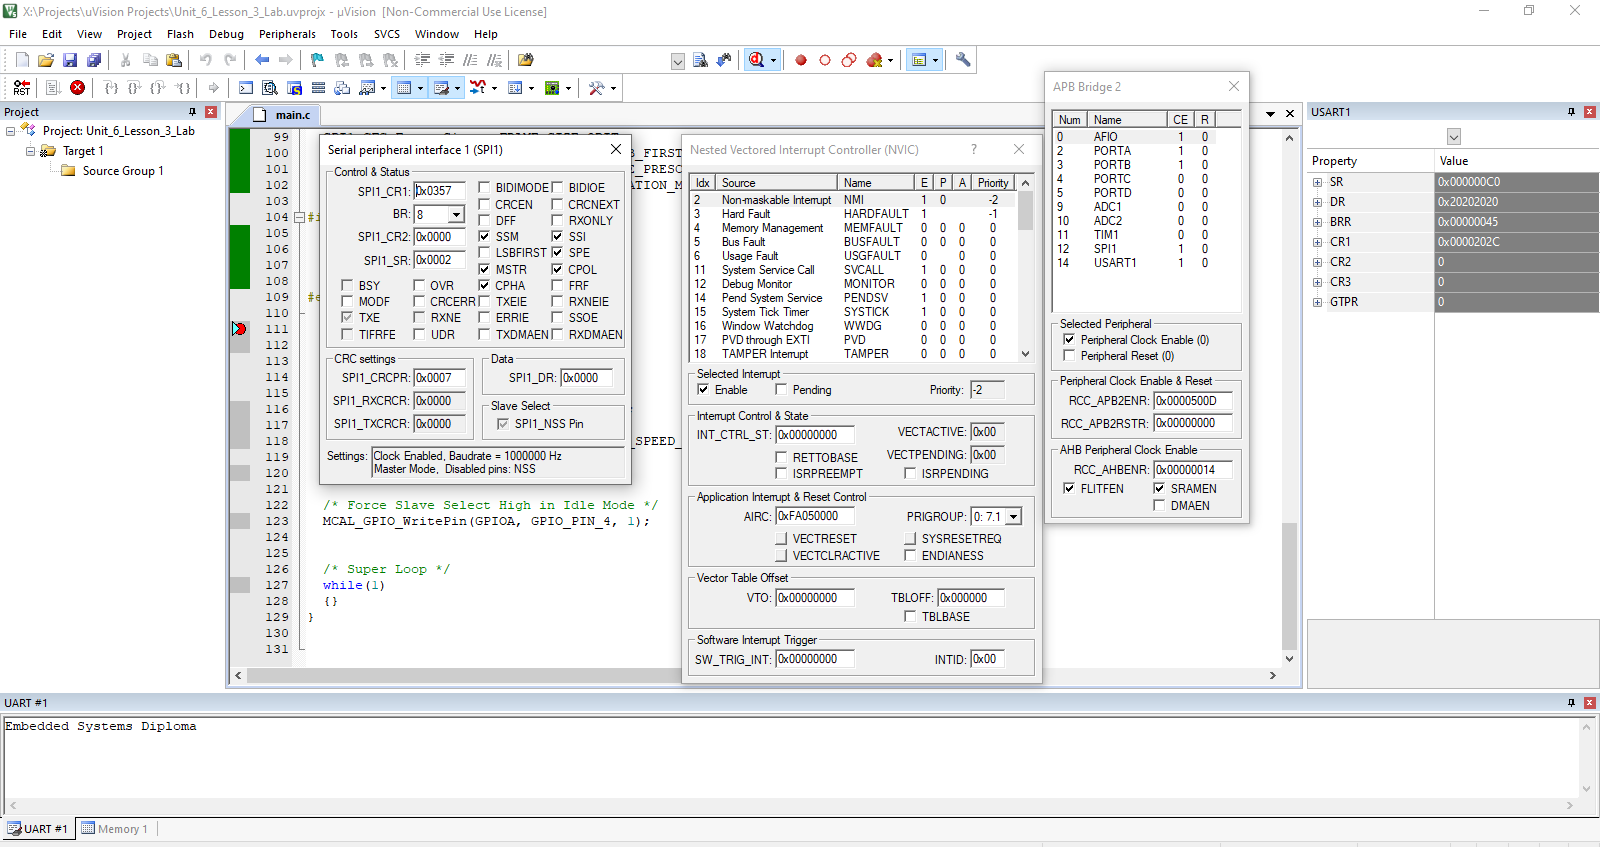 X:\Projects\uVision Projects\Unit_6_Lesson_3_Lab.uvprojx - µVision [Non-Commercial Use License]
File Edit View Project Flash Debug Peripherals Tools SVCS Window Help
RST
Project
Project: Unit_6_Lesson_3_Lab
Target 1
Source Group 1
main.c
99
100
101
102
103
104 #i
105
106
107
108
109 #e
110
111
112
113
114
115
116
117
118
119
120
121
122 /* Force Slave Select High in Idle Mode */
123 MCAL_GPIO_WritePin(GPIOA, GPIO_PIN_4, 1);
124
125
126 /* Super Loop */
127 while(1)
128 {}
129 }
130
131
B_FIRST
E_PRESC
ATION_M
_SPEED_
Serial peripheral interface 1 (SPI1)
Control & Status
SPI1_CR1: 0x0357
BR: 8
SPI1_CR2: 0x0000
SPI1_SR: 0x0002
BIDIMODE BIDIOE
CRCEN CRCNEXT
DFF RXONLY
SSM SSI
LSBFIRST SPE
MSTR CPOL
BSY OVR CPHA FRF
MODF CRCERR TXEIE RXNEIE
TXE RXNE ERRIE SSOE
TIFRFE UDR TXDMAEN RXDMAEN
CRC settings
SPI1_CRCPR: 0x0007
SPI1_RXCRCR: 0x0000
SPI1_TXCRCR: 0x0000
Data
SPI1_DR: 0x0000
Slave Select
SPI1_NSS Pin
Settings: Clock Enabled, Baudrate = 1000000 Hz
Master Mode, Disabled pins: NSS
Nested Vectored Interrupt Controller (NVIC) ?
Idx Source Name E P A Priority
2 Non-maskable Interrupt NMI 1 0 -2
3 Hard Fault HARDFAULT 1 -1
4 Memory Management MEMFAULT 0 0 0 0
5 Bus Fault BUSFAULT 0 0 0 0
6 Usage Fault USGFAULT 0 0 0 0
11 System Service Call SVCALL 1 0 0 0
12 Debug Monitor MONITOR 0 0 0 0
14 Pend System Service PENDSV 1 0 0 0
15 System Tick Timer SYSTICK 1 0 0 0
16 Window Watchdog WWDG 0 0 0 0
17 PVD through EXTI PVD 0 0 0 0
18 TAMPER Interrupt TAMPER 0 0 0 0
Selected Interrupt
Enable Pending Priority: -2
Interrupt Control & State
INT_CTRL_ST: 0x00000000 VECTACTIVE: 0x00
RETTOBASE VECTPENDING: 0x00
ISRPREEMPT ISRPENDING
Application Interrupt & Reset Control
AIRC: 0xFA050000 PRIGROUP: 0: 7.1
VECTRESET SYSRESETREQ
VECTCLRACTIVE ENDIANESS
Vector Table Offset
VTO: 0x00000000 TBLOFF: 0x000000
TBLBASE
Software Interrupt Trigger
SW_TRIG_INT: 0x00000000 INTID: 0x00
APB Bridge 2
Num Name CE R
0 AFIO 1 0
2 PORTA 1 0
3 PORTB 1 0
4 PORTC 0 0
5 PORTD 0 0
9 ADC1 0 0
10 ADC2 0 0
11 TIM1 0 0
12 SPI1 1 0
14 USART1 1 0
Selected Peripheral
Peripheral Clock Enable (0)
Peripheral Reset (0)
Peripheral Clock Enable & Reset
RCC_APB2ENR: 0x0000500D
RCC_APB2RSTR: 0x00000000
AHB Peripheral Clock Enable
RCC_AHBENR: 0x00000014
FLITFEN SRAMEN
DMAEN
USART1
Property Value
SR 0x000000C0
DR 0x20202020
BRR 0x00000045
CR1 0x0000202C
CR2 0
CR3 0
GTPR 0
UART #1
Embedded Systems Diploma
UART #1 Memory 1